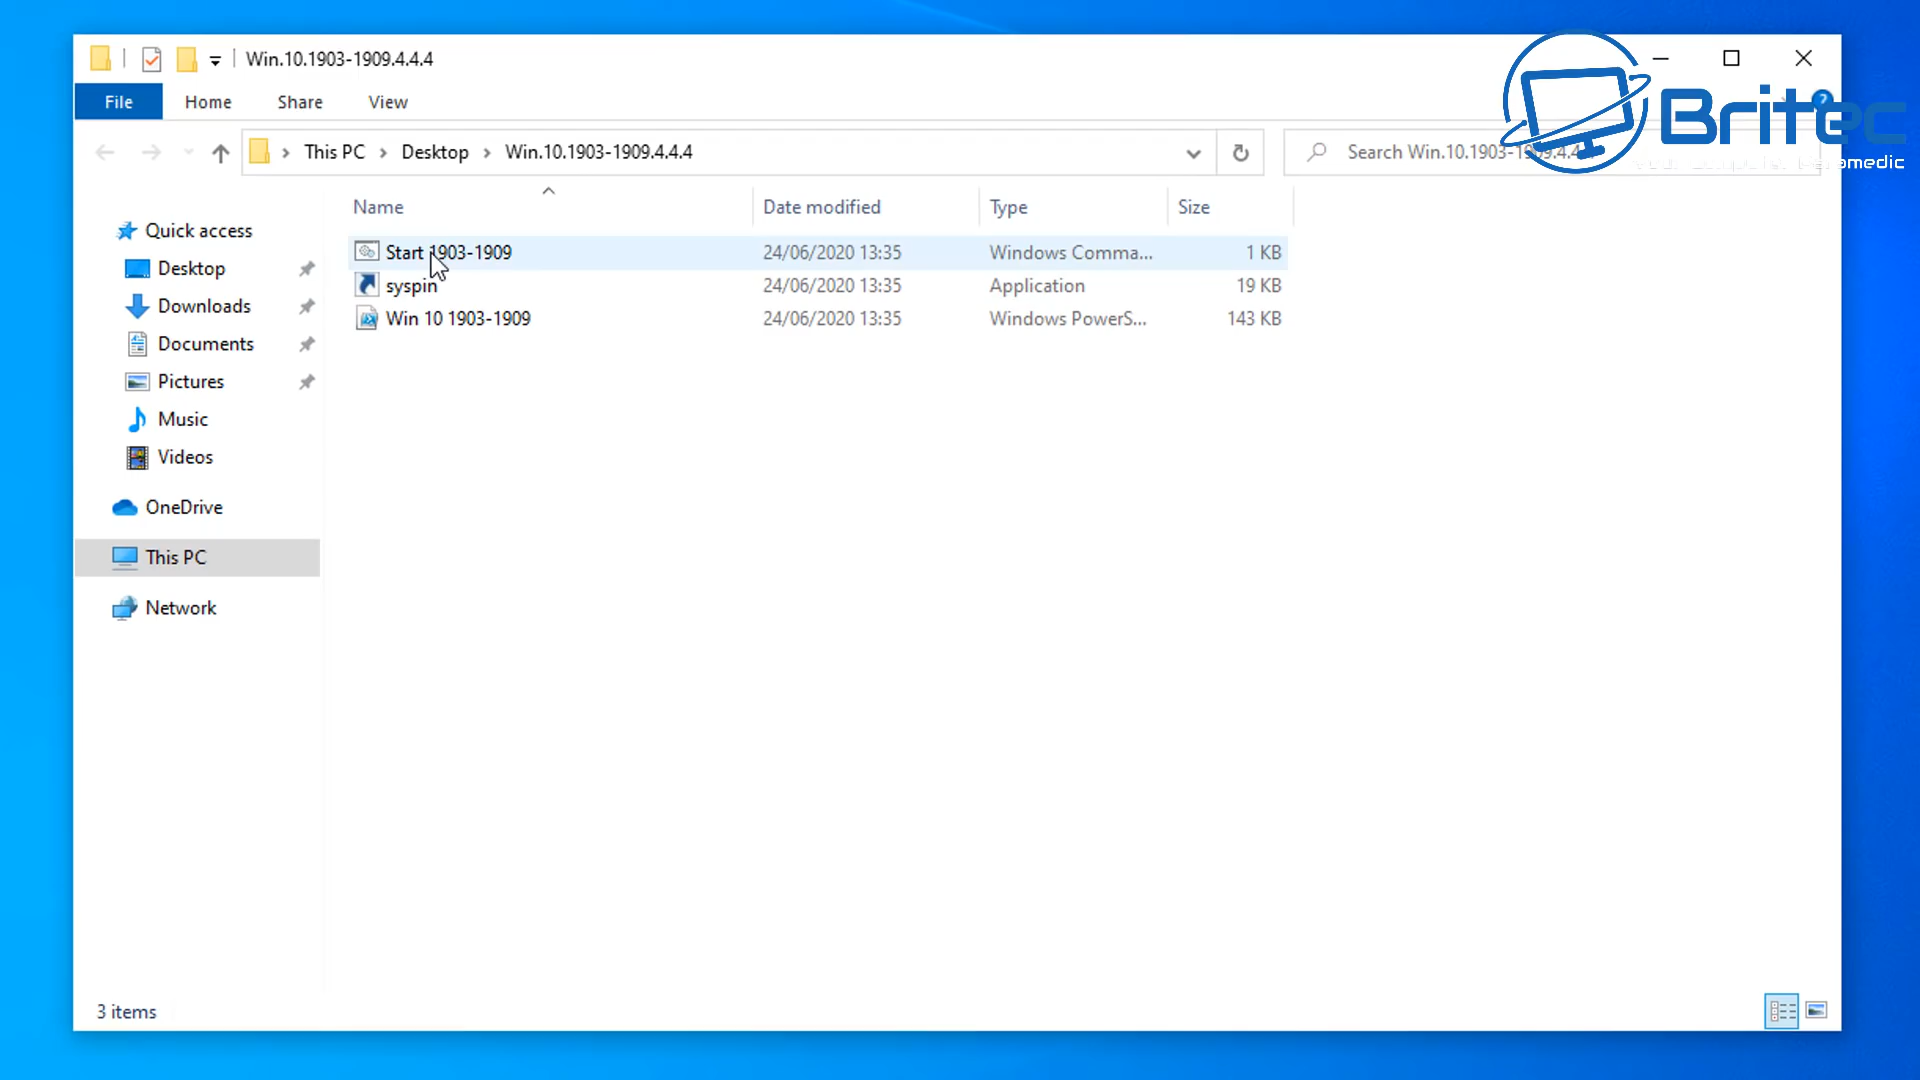 Win.10.1903-1909.4.4.4
File Home Share View
Britec
This PC Desktop Win.10.1903-1909.4.4.4
Search Win.10.1903-1909.4.4
Name Date modified Type Size
Quick access
Desktop
Downloads
Documents
Pictures
Music
Videos
OneDrive
This PC
Network
Start 1903-1909 24/06/2020 13:35 Windows Comma... 1 KB
syspin 24/06/2020 13:35 Application 19 KB
Win 10 1903-1909 24/06/2020 13:35 Windows PowerS... 143 KB
3 items